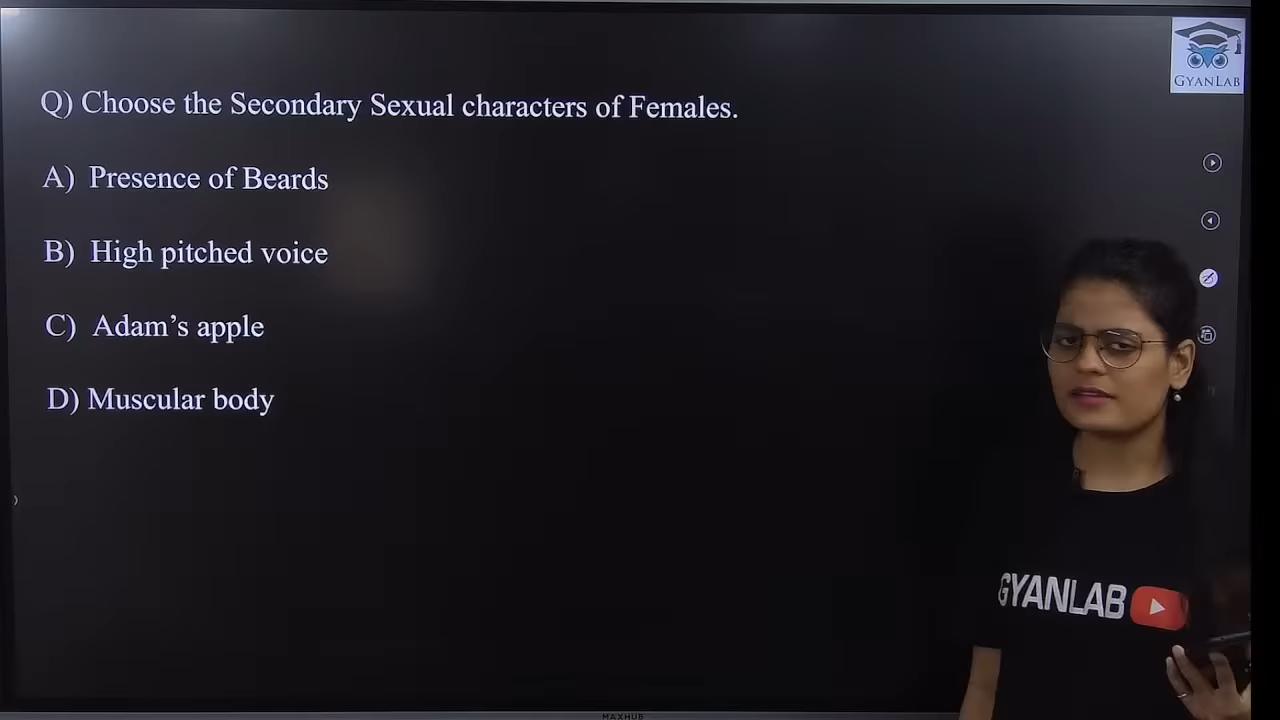 GYANLAB
Q) Choose the Secondary Sexual characters of Females.
A) Presence of Beards
B) High pitched voice
C) Adam's apple
D) Muscular body
GYANLAB
MAXHUB